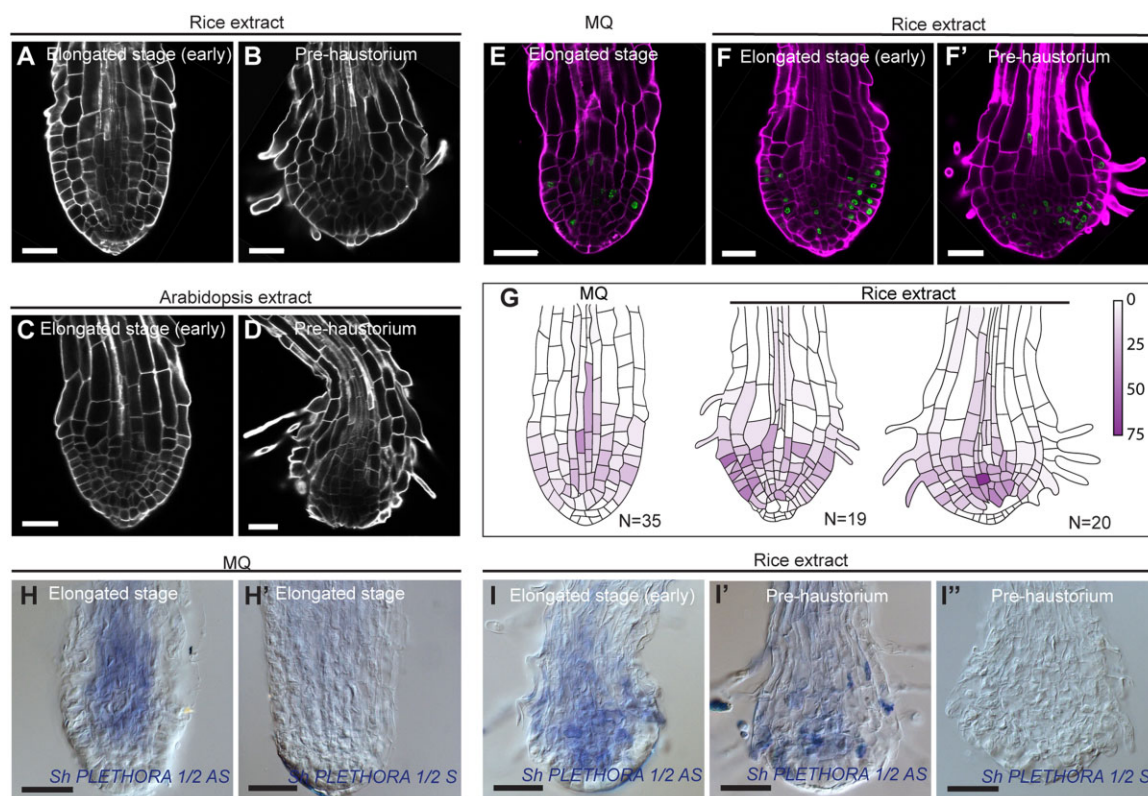 Rice extract
A Elongated stage (early)
B Pre-haustorium
MQ
E Elongated stage
Rice extract
F Elongated stage (early)
F' Pre-haustorium
Arabidopsis extract
C Elongated stage (early)
D Pre-haustorium
G
MQ
Rice extract
N=35
N=19
N=20
0
25
50
75
MQ
H Elongated stage
Sh PLETHORA 1/2 AS
H' Elongated stage
Sh PLETHORA 1/2 S
Rice extract
I Elongated stage (early)
Sh PLETHORA 1/2 AS
I' Pre-haustorium
Sh PLETHORA 1/2 AS
I" Pre-haustorium
Sh PLETHORA 1/2 S